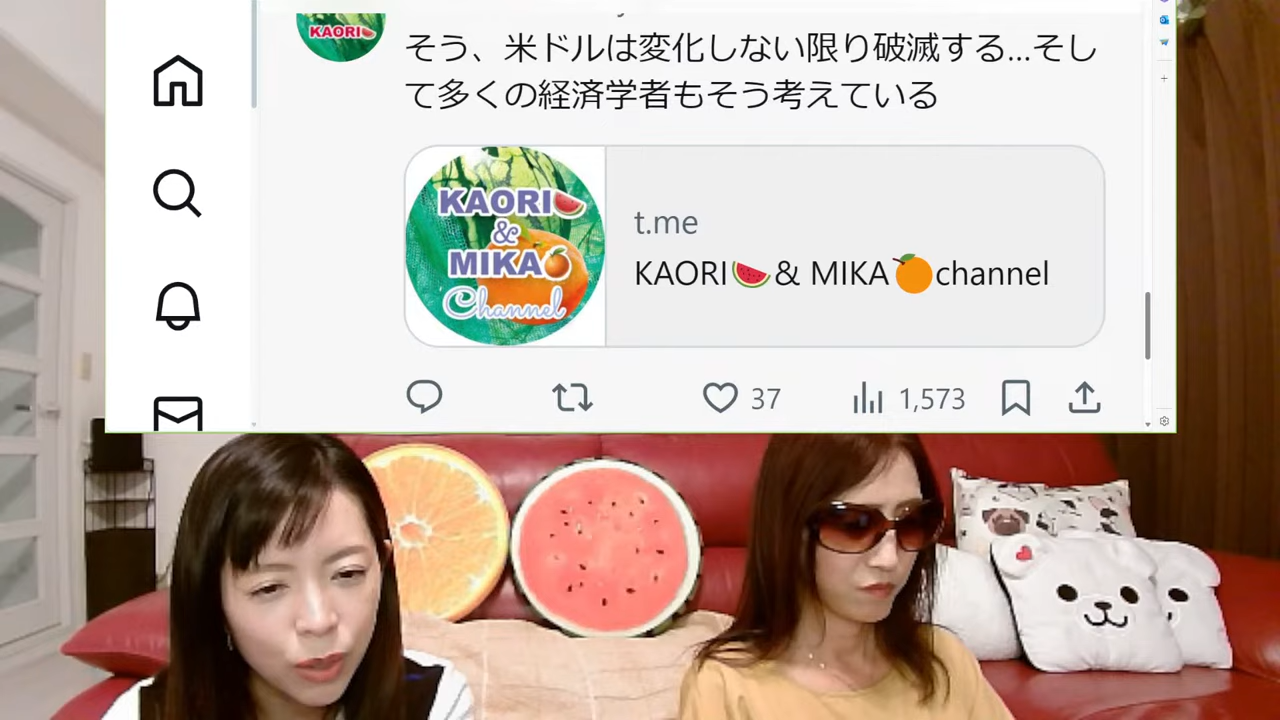 KAORI
そう、米ドルは変化しない限り破滅する...そし
て多くの経済学者もそう考えている
KAORI
&
MIKA
Channel
t.me
KAORI🍉& MIKA🍊channel
37
1,573